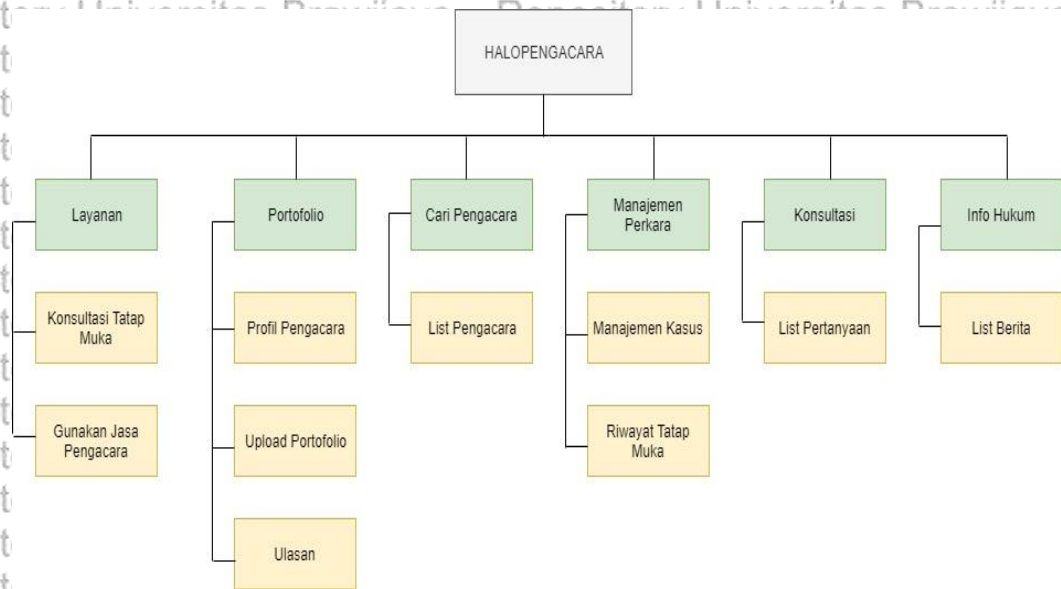 HALOPENGACARA
Layanan
Portofolio
Cari Pengacara
Manajemen
Perkara
Konsultasi
Info Hukum
Konsultasi Tatap
Muka
Profil Pengacara
List Pengacara
Manajemen Kasus
List Pertanyaan
List Berita
Gunakan Jasa
Pengacara
Upload Portofolio
Riwayat Tatap
Muka
Ulasan